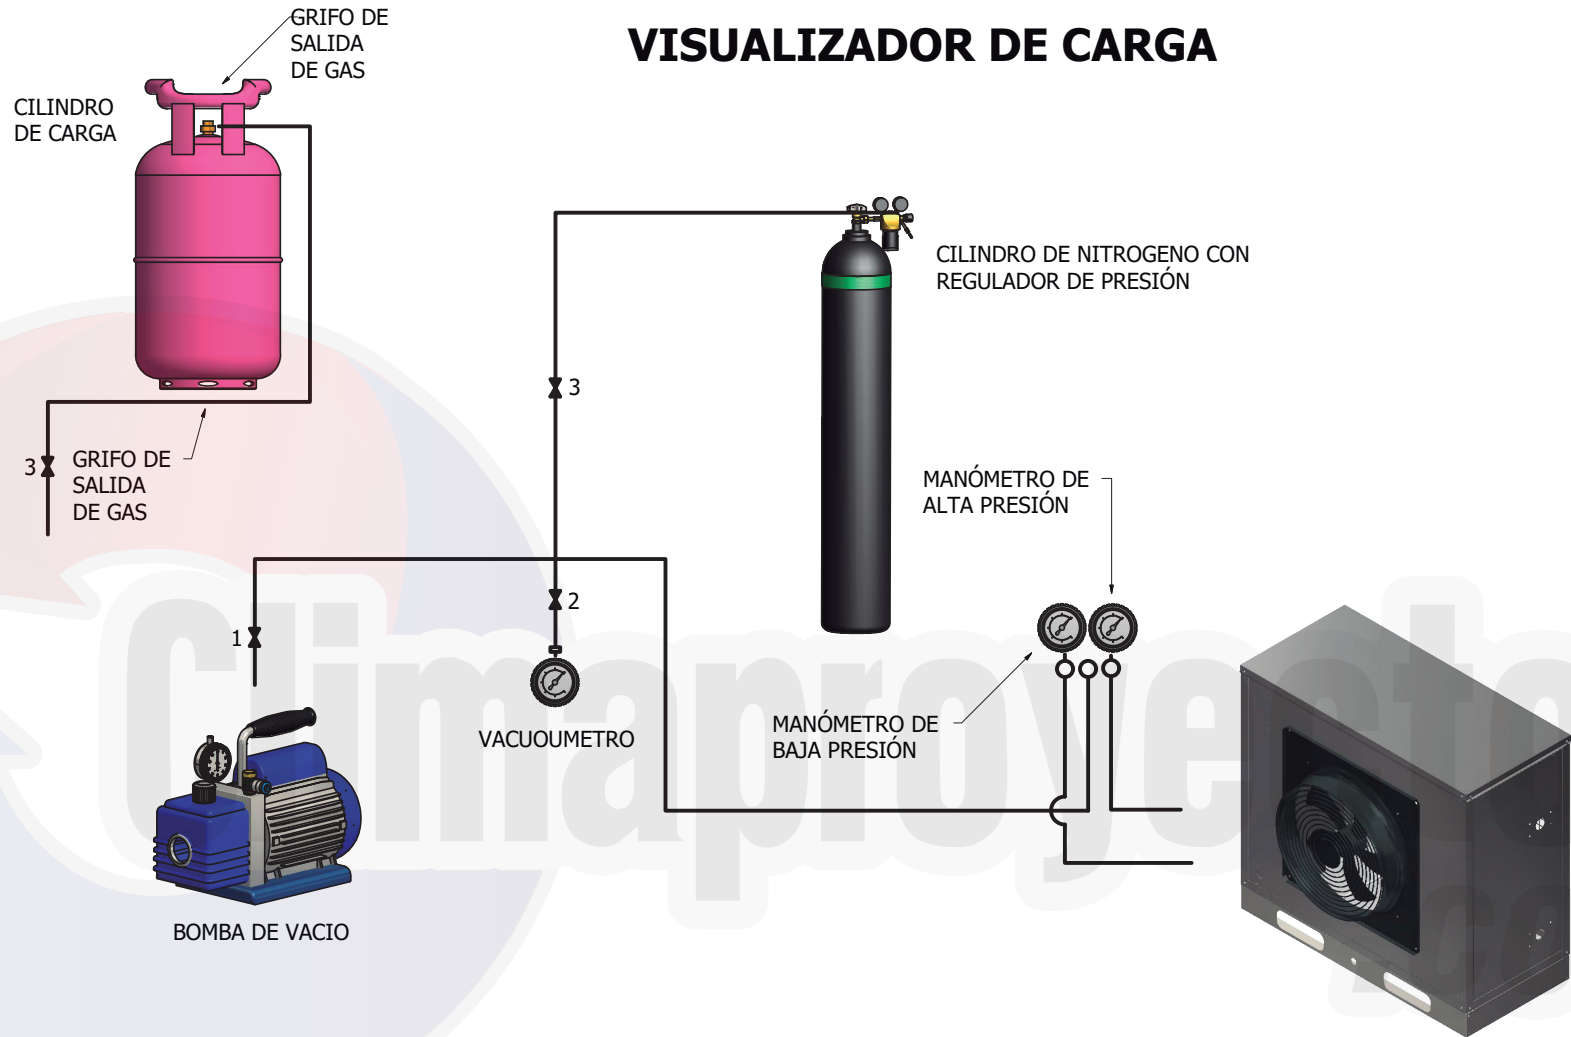 VISUALIZADOR DE CARGA
GRIFO DE
SALIDA
DE GAS
CILINDRO
DE CARGA
CILINDRO DE NITROGENO CON
REGULADOR DE PRESIÓN
3
3
GRIFO DE
SALIDA
DE GAS
MANÓMETRO DE
ALTA PRESIÓN
2
1
MANÓMETRO DE
BAJA PRESIÓN
VACUOUMETRO
BOMBA DE VACIO
Climaproyecto
.co